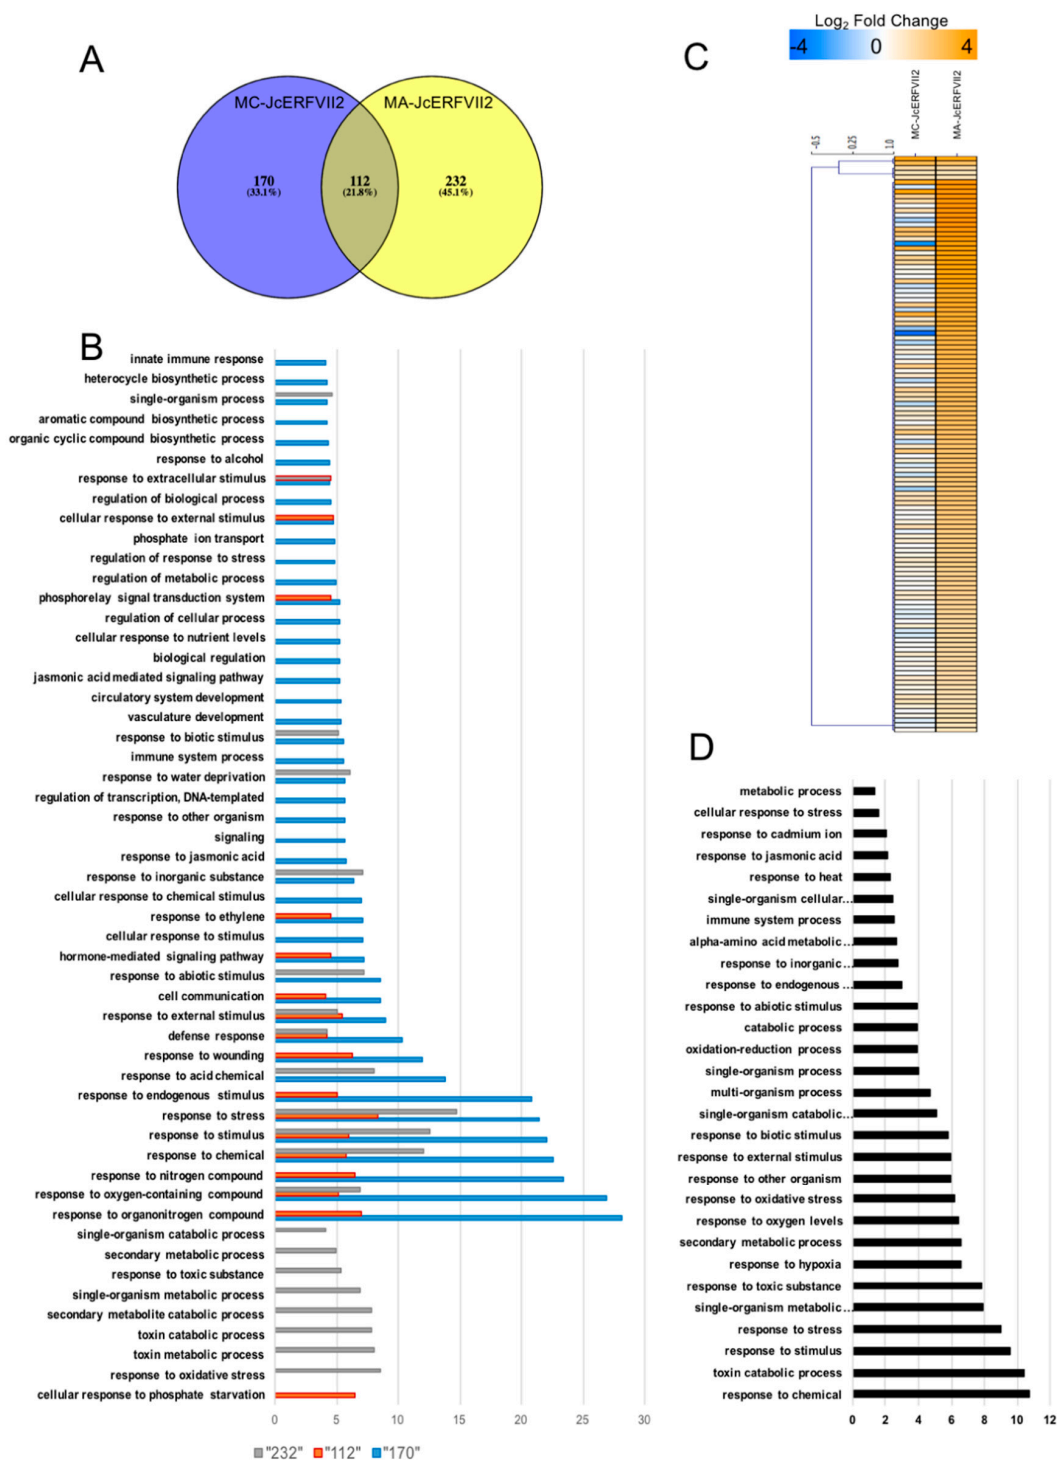 A
MC-JcERFVII2
MA-JcERFVII2
170
(33.1%)
112
(21.8%)
232
(45.1%)
C
Log2 Fold Change
-4
0
4
MC-JcERFVII2
MA-JcERFVII2
-0.5
0.25
1.0
B
innate immune response
heterocycle biosynthetic process
single-organism process
aromatic compound biosynthetic process
organic cyclic compound biosynthetic process
response to alcohol
response to extracellular stimulus
regulation of biological process
cellular response to external stimulus
phosphate ion transport
regulation of response to stress
regulation of metabolic process
phosphorelay signal transduction system
regulation of cellular process
cellular response to nutrient levels
biological regulation
jasmonic acid mediated signaling pathway
circulatory system development
vasculature development
response to biotic stimulus
immune system process
response to water deprivation
regulation of transcription, DNA-templated
response to other organism
signaling
response to jasmonic acid
response to inorganic substance
cellular response to chemical stimulus
response to ethylene
cellular response to stimulus
hormone-mediated signaling pathway
response to abiotic stimulus
cell communication
response to external stimulus
defense response
response to wounding
response to acid chemical
response to endogenous stimulus
response to stress
response to stimulus
response to chemical
response to nitrogen compound
response to oxygen-containing compound
response to organonitrogen compound
single-organism catabolic process
secondary metabolic process
response to toxic substance
single-organism metabolic process
secondary metabolite catabolic process
toxin catabolic process
toxin metabolic process
response to oxidative stress
cellular response to phosphate starvation
0 5 10 15 20 25 30
"232" "112" "170"
D
metabolic process
cellular response to stress
response to cadmium ion
response to jasmonic acid
response to heat
single-organism cellular...
immune system process
alpha-amino acid metabolic...
response to inorganic...
response to endogenous...
response to abiotic stimulus
catabolic process
oxidation-reduction process
single-organism process
multi-organism process
single-organism catabolic...
response to biotic stimulus
response to external stimulus
response to other organism
response to oxidative stress
response to oxygen levels
secondary metabolic process
response to hypoxia
response to toxic substance
single-organism metabolic...
response to stress
response to stimulus
toxin catabolic process
response to chemical
0 2 4 6 8 10 12